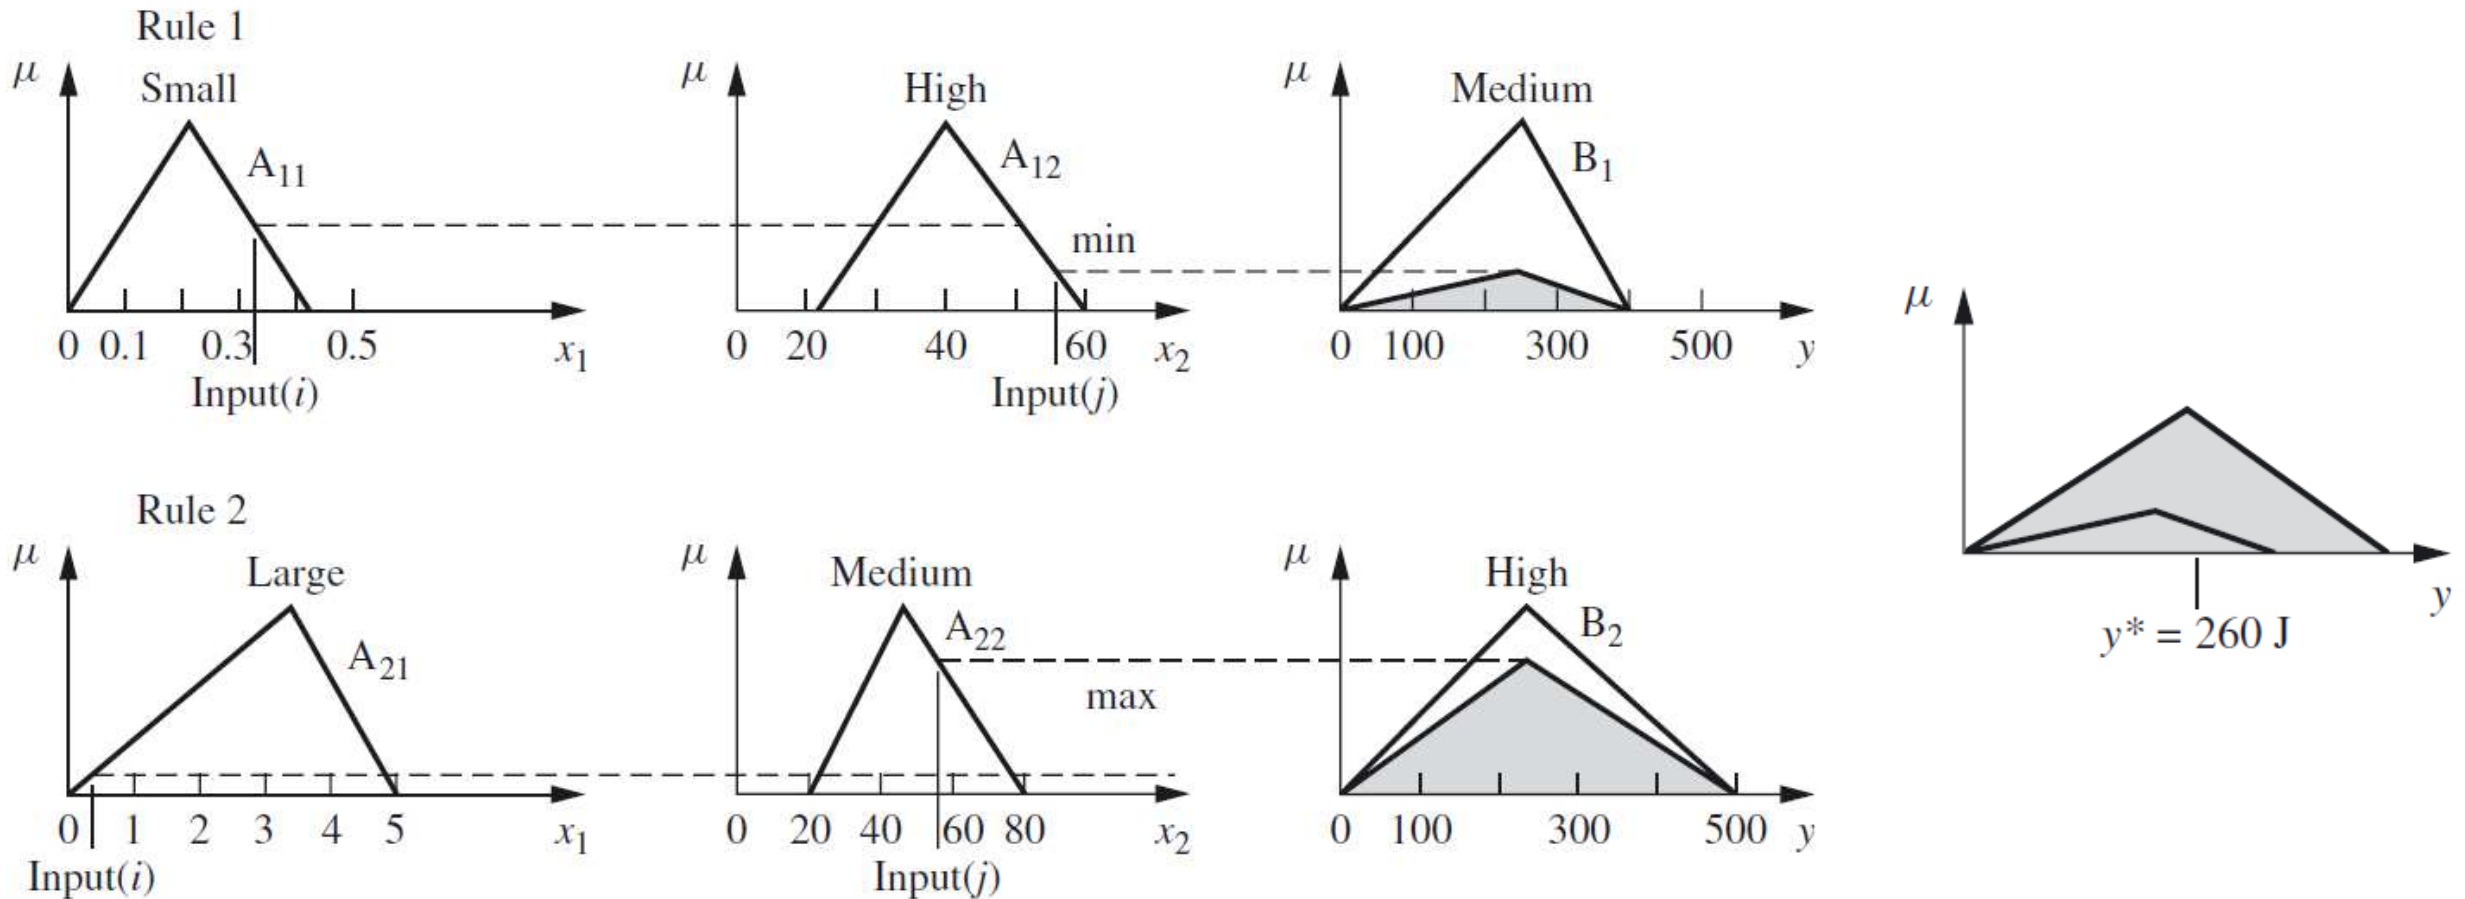 Rule 1
μ Small A₁₁
0 0.1 0.3 0.5 x₁
Input(i)
μ High A₁₂
min
0 20 40 60 x₂
Input(j)
μ Medium B₁
0 100 300 500 y
Rule 2
μ Large A₂₁
0 1 2 3 4 5 x₁
Input(i)
μ Medium A₂₂
max
0 20 40 60 80 x₂
Input(j)
μ High B₂
0 100 300 500 y
μ
y
y* = 260 J